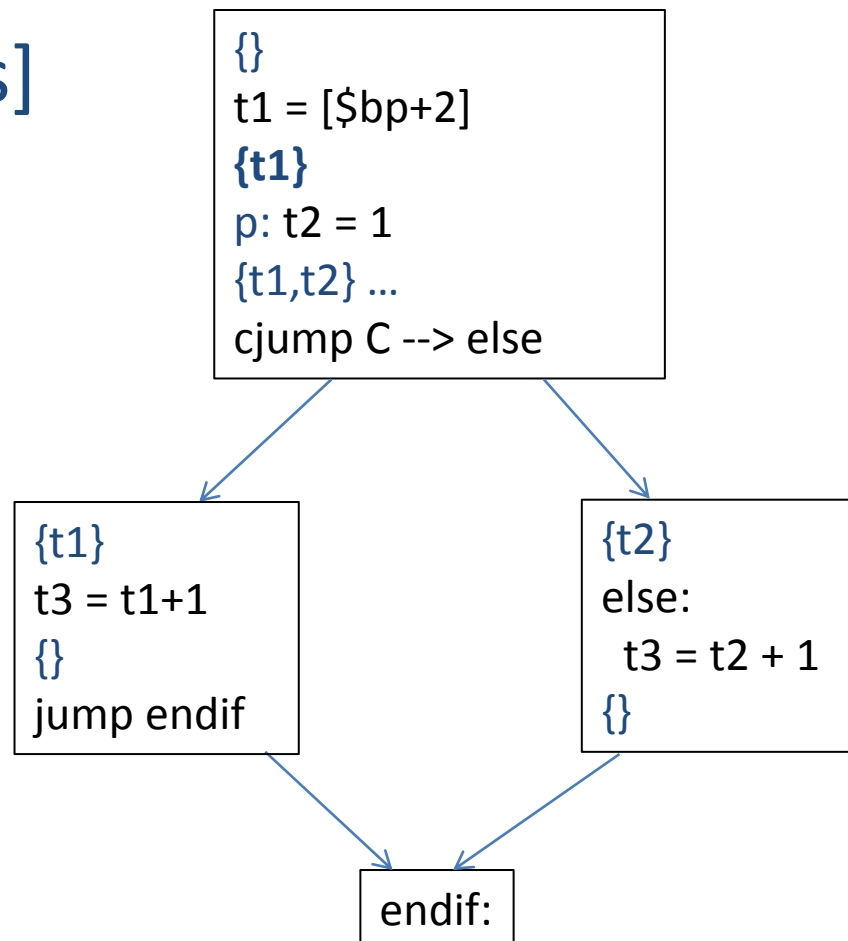 s]
{}
t1 = [$bp+2]
{t1}
p: t2 = 1
{t1,t2} …
cjump C --> else
{t1}
t3 = t1+1
{}
jump endif
{t2}
else:
t3 = t2 + 1
{}
endif: